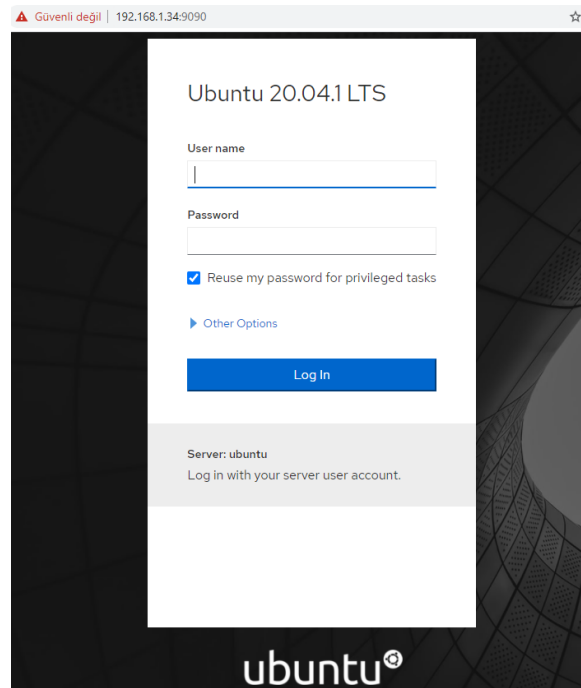 Güvenli değil | 192.168.1.34:9090
Ubuntu 20.04.1 LTS
User name
Password
Reuse my password for privileged tasks
Other Options
Log In
Server: ubuntu
Log in with your server user account.
ubuntu